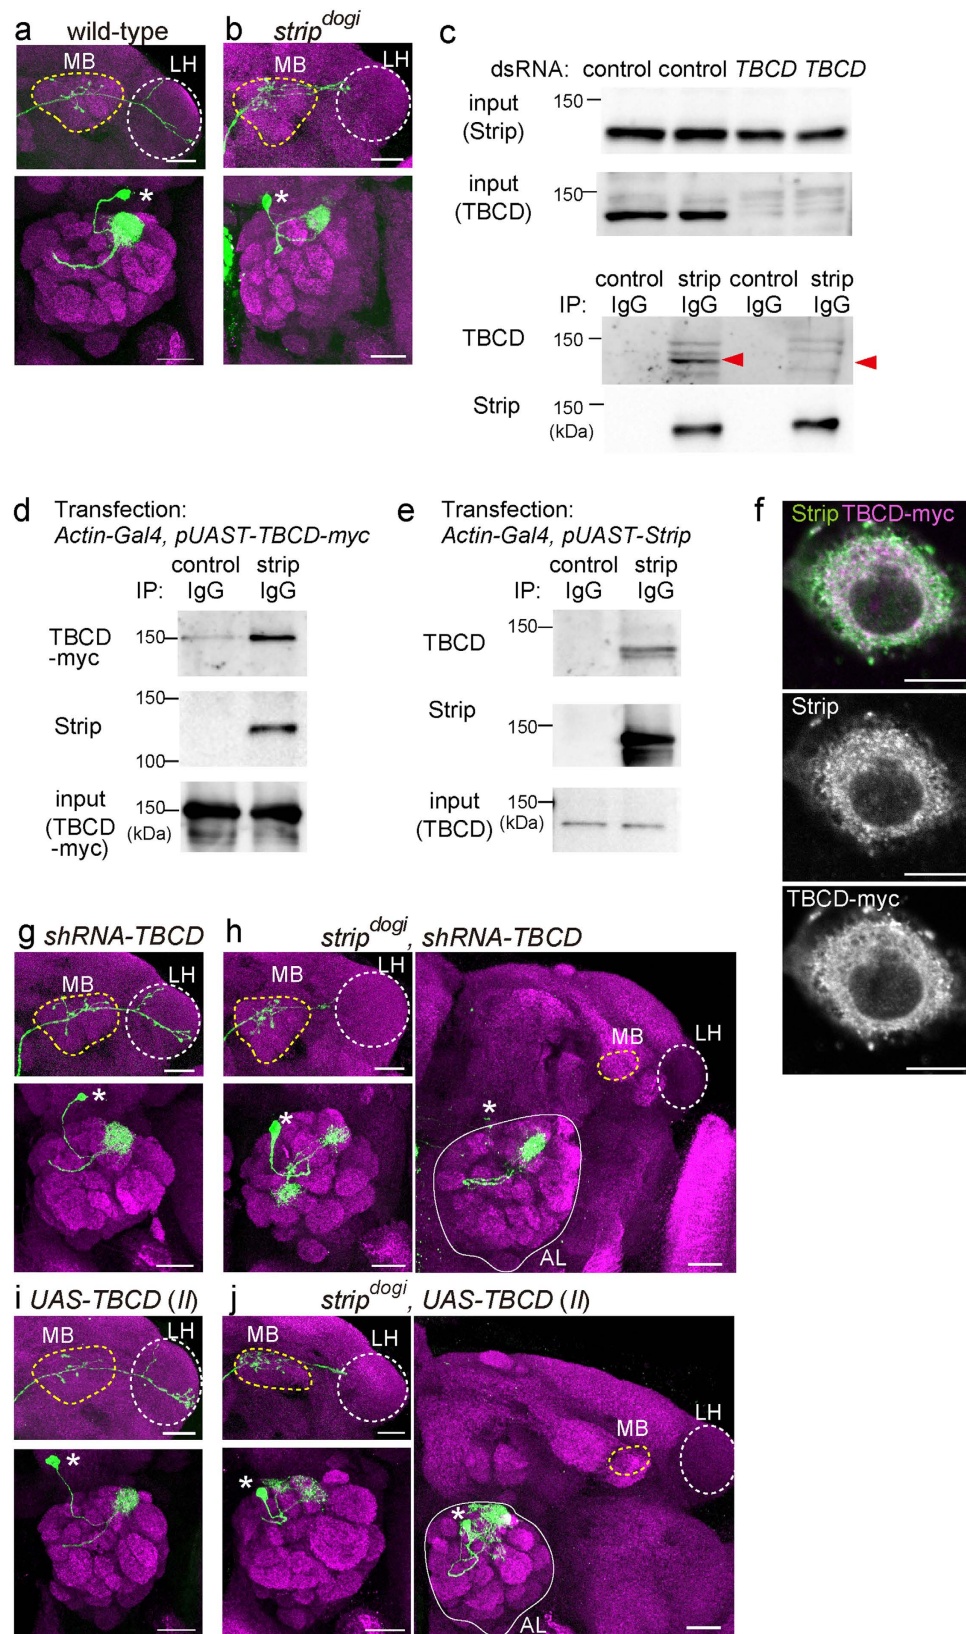 a wild-type
MB
LH
*
b strip^dogi
MB
LH
*
c
dsRNA: control control TBCD TBCD
input (Strip)
150
input (TBCD)
150
IP: control IgG strip IgG control IgG strip IgG
TBCD
150
Strip
150
(kDa)
d Transfection:
Actin-Gal4, pUAST-TBCD-myc
IP: control IgG strip IgG
TBCD-myc
150
Strip
150
100
input (TBCD-myc)
150
(kDa)
e Transfection:
Actin-Gal4, pUAST-Strip
IP: control IgG strip IgG
TBCD
150
Strip
150
input (TBCD)
150
(kDa)
f
Strip TBCD-myc
Strip
TBCD-myc
g shRNA-TBCD
MB
LH
*
h strip^dogi, shRNA-TBCD
MB
LH
*
MB
LH
*
AL
i UAS-TBCD (II)
MB
LH
*
j strip^dogi, UAS-TBCD (II)
MB
LH
*
MB
LH
*
AL